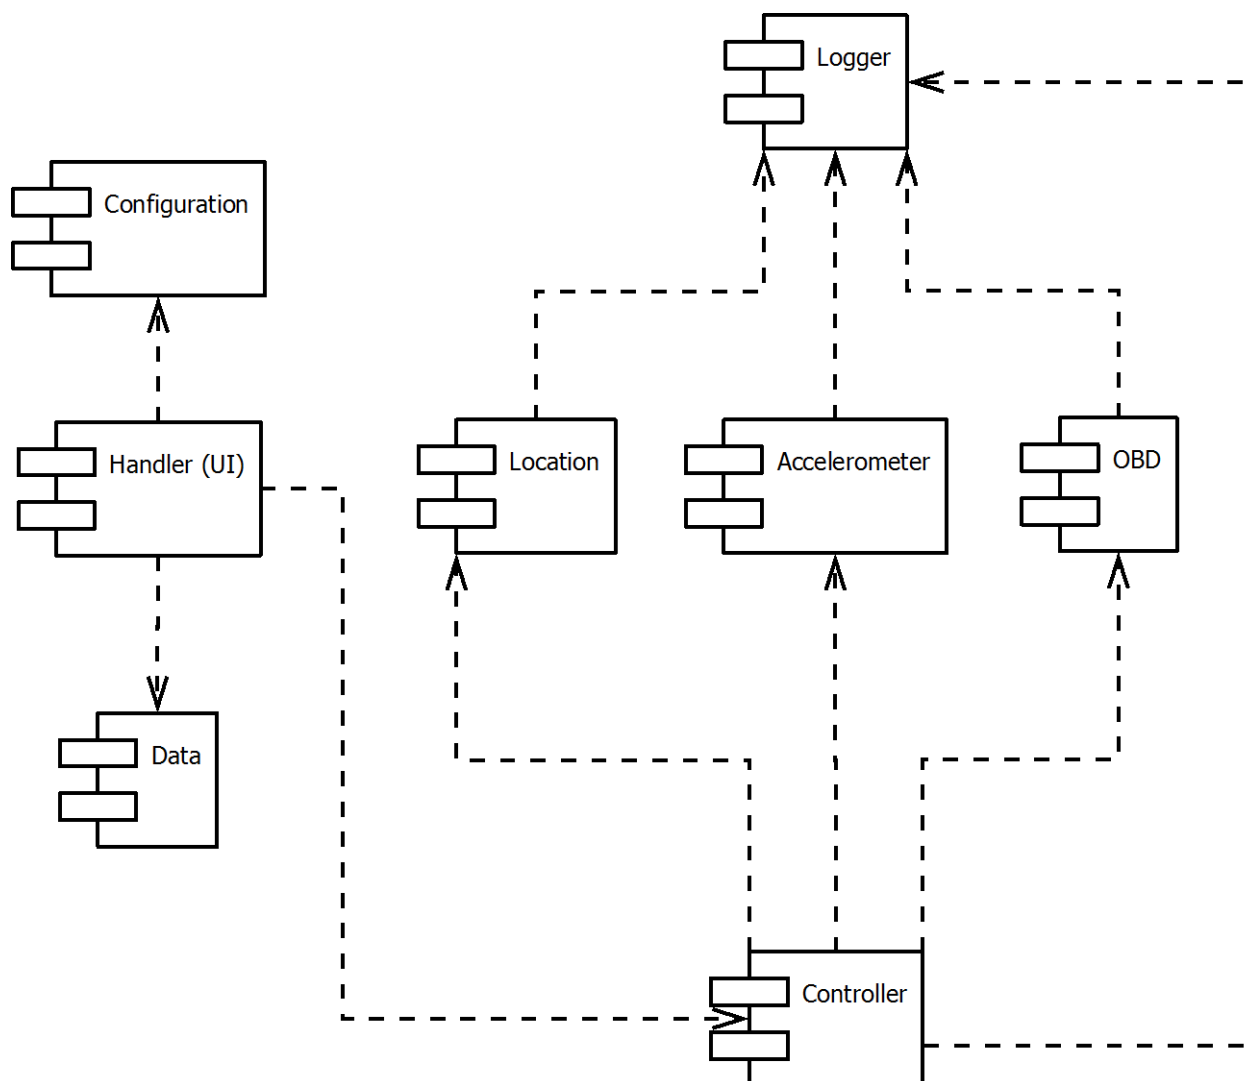 Logger
Configuration
Handler (UI)
Location
Accelerometer
OBD
Data
Controller